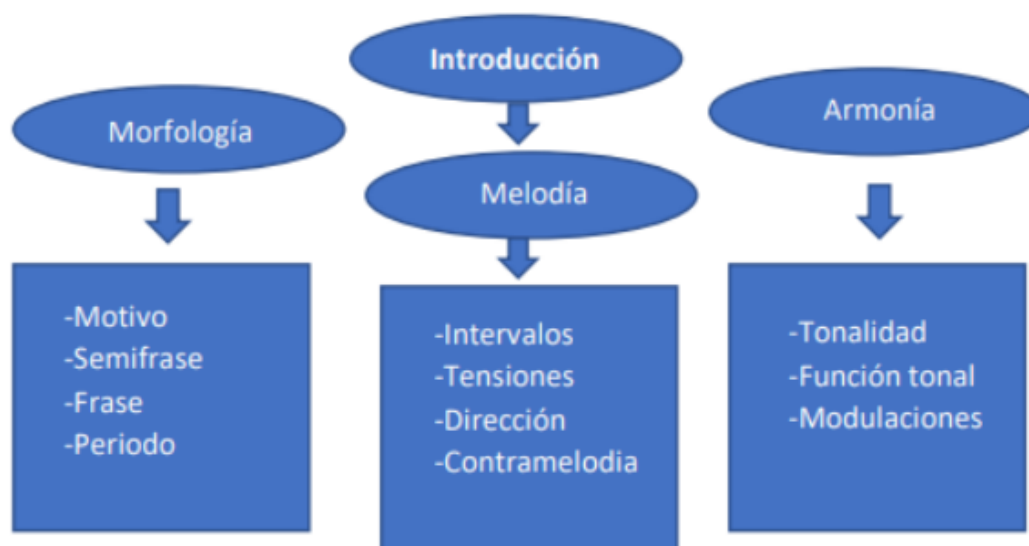 Introducción
Morfología
Melodía
Armonía
-Motivo
-Semifrase
-Frase
-Periodo
-Intervalos
-Tensiones
-Dirección
-Contramelodia
-Tonalidad
-Función tonal
-Modulaciones